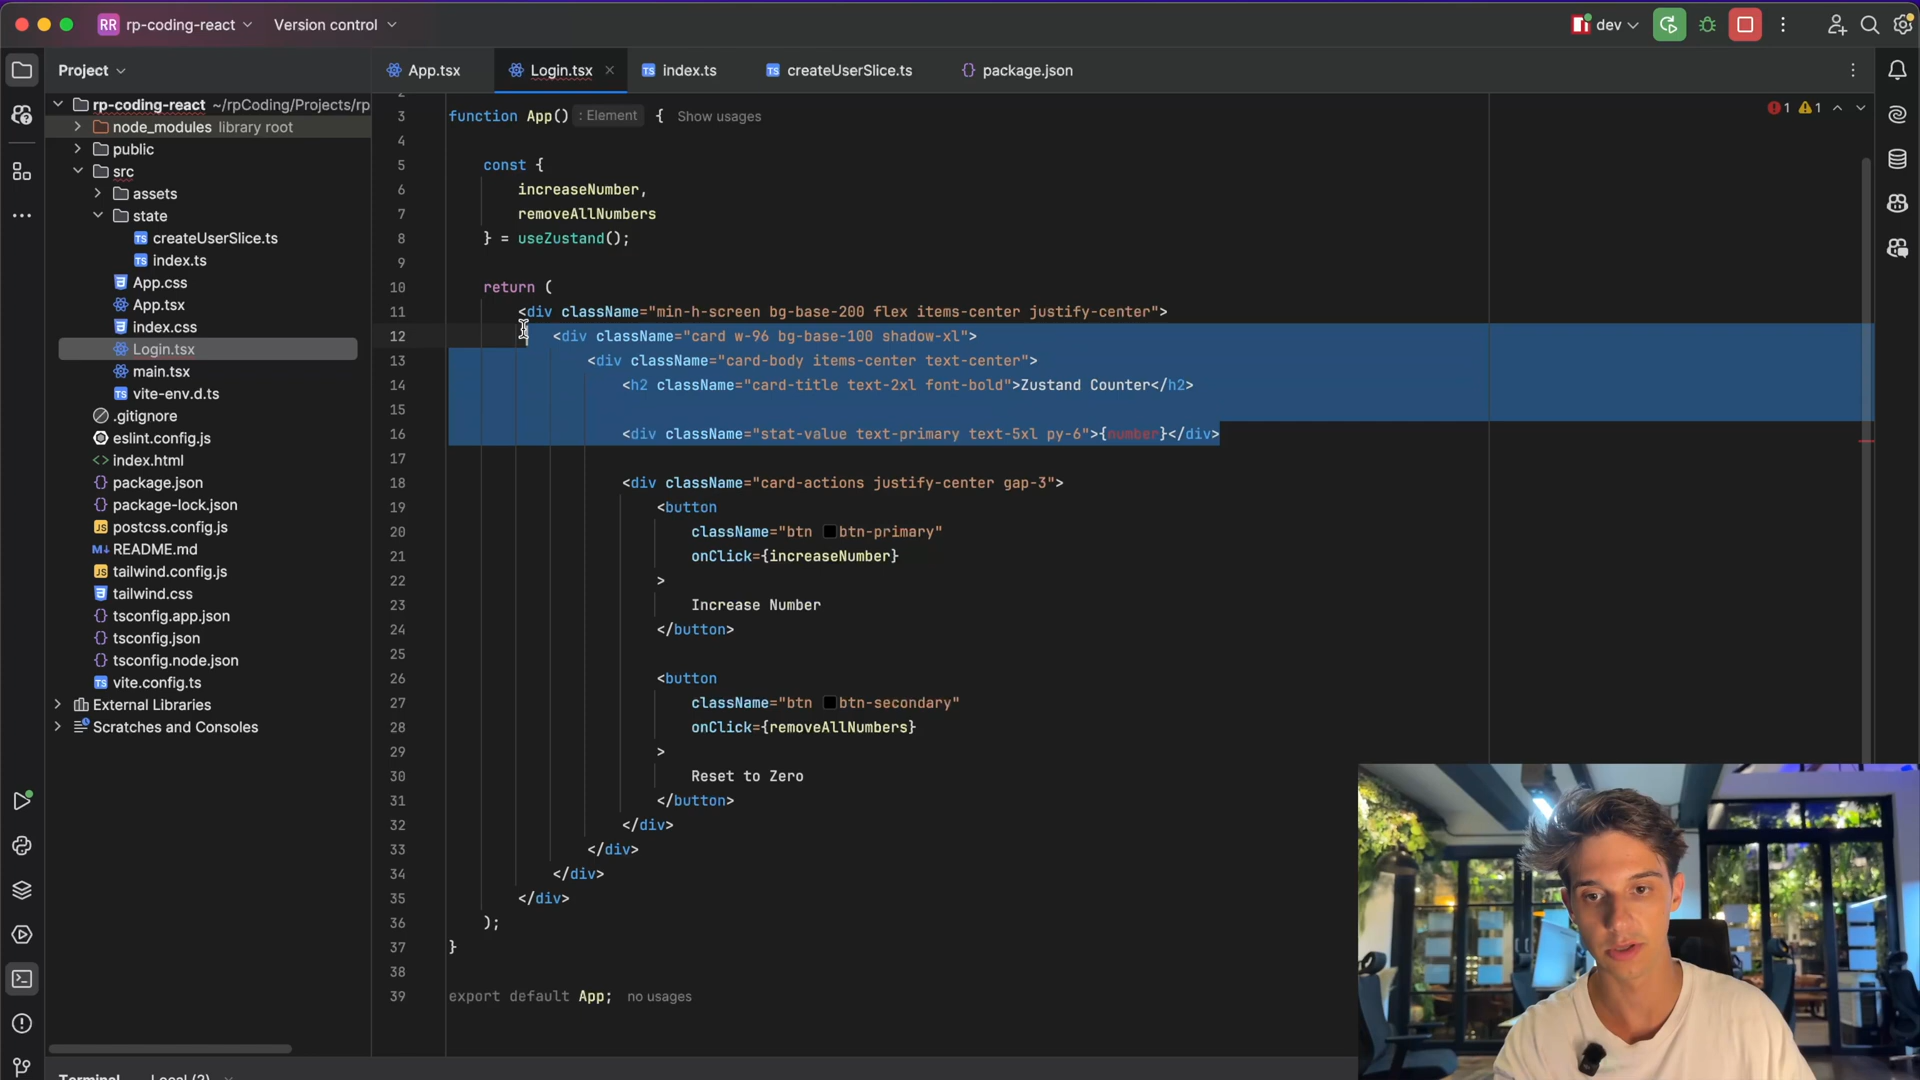 RR rp-coding-react Version control dev
Project App.tsx Login.tsx index.ts createUserSlice.ts package.json
rp-coding-react ~/rpCoding/Projects/rp
node_modules library root
public
src
assets
state
createUserSlice.ts
index.ts
App.css
App.tsx
index.css
Login.tsx
main.tsx
vite-env.d.ts
.gitignore
eslint.config.js
index.html
package.json
package-lock.json
postcss.config.js
README.md
tailwind.config.js
tailwind.css
tsconfig.app.json
tsconfig.json
tsconfig.node.json
vite.config.ts
External Libraries
Scratches and Consoles
1 1
3 function App() : Element { Show usages
4
5 const {
6 increaseNumber,
7 removeAllNumbers
8 } = useZustand();
9
10 return (
11 <div className="min-h-screen bg-base-200 flex items-center justify-center">
12 <div className="card w-96 bg-base-100 shadow-xl">
13 <div className="card-body items-center text-center">
14 <h2 className="card-title text-2xl font-bold">Zustand Counter</h2>
15
16 <div className="stat-value text-primary text-5xl py-6">{number}</div>
17
18 <div className="card-actions justify-center gap-3">
19 <button
20 className="btn btn-primary"
21 onClick={increaseNumber}
22 >
23 Increase Number
24 </button>
25
26 <button
27 className="btn btn-secondary"
28 onClick={removeAllNumbers}
29 >
30 Reset to Zero
31 </button>
32 </div>
33 </div>
34 </div>
35 </div>
36 );
37 }
38
39 export default App; no usages
Terminal Local (2)